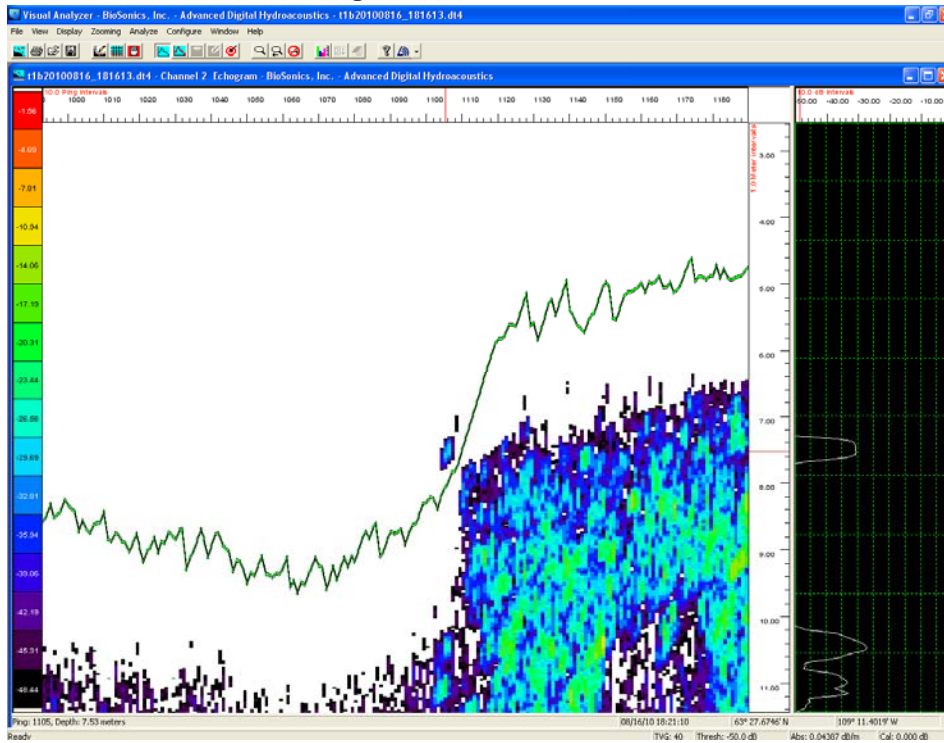 Visual Analyzer - BioSonics, Inc. - Advanced Digital Hydroacoustics - t1b20100816_181613.dt4
File View Display Zooming Analyze Configure Window Help
t1b20100816_181613.dt4 - Channel 2 Echogram - BioSonics, Inc. - Advanced Digital Hydroacoustics
10.0 Ping Intervals
1000 1010 1020 1030 1040 1050 1060 1070 1080 1090 1100 1110 1120 1130 1140 1150 1160 1170 1180
10.0 dB Intervals
-40.00 -30.00 -20.00 -10.00
-1.56
-4.69
-7.81
-10.94
-14.06
-17.19
-20.31
-23.44
-26.56
-29.69
-32.81
-35.94
-39.06
-42.19
-45.31
-48.44
1.0 Meter Intervals
3.00
4.00
5.00
6.00
7.00
8.00
9.00
10.00
11.00
Ping: 1105, Depth: 7.53 meters
08/16/10 18:21:10
63° 27.6746' N
109° 11.4019' W
Ready
TVG: 40
Thresh: -50.0 dB
Abs: 0.04387 dB/m
Cal: 0.000 dB